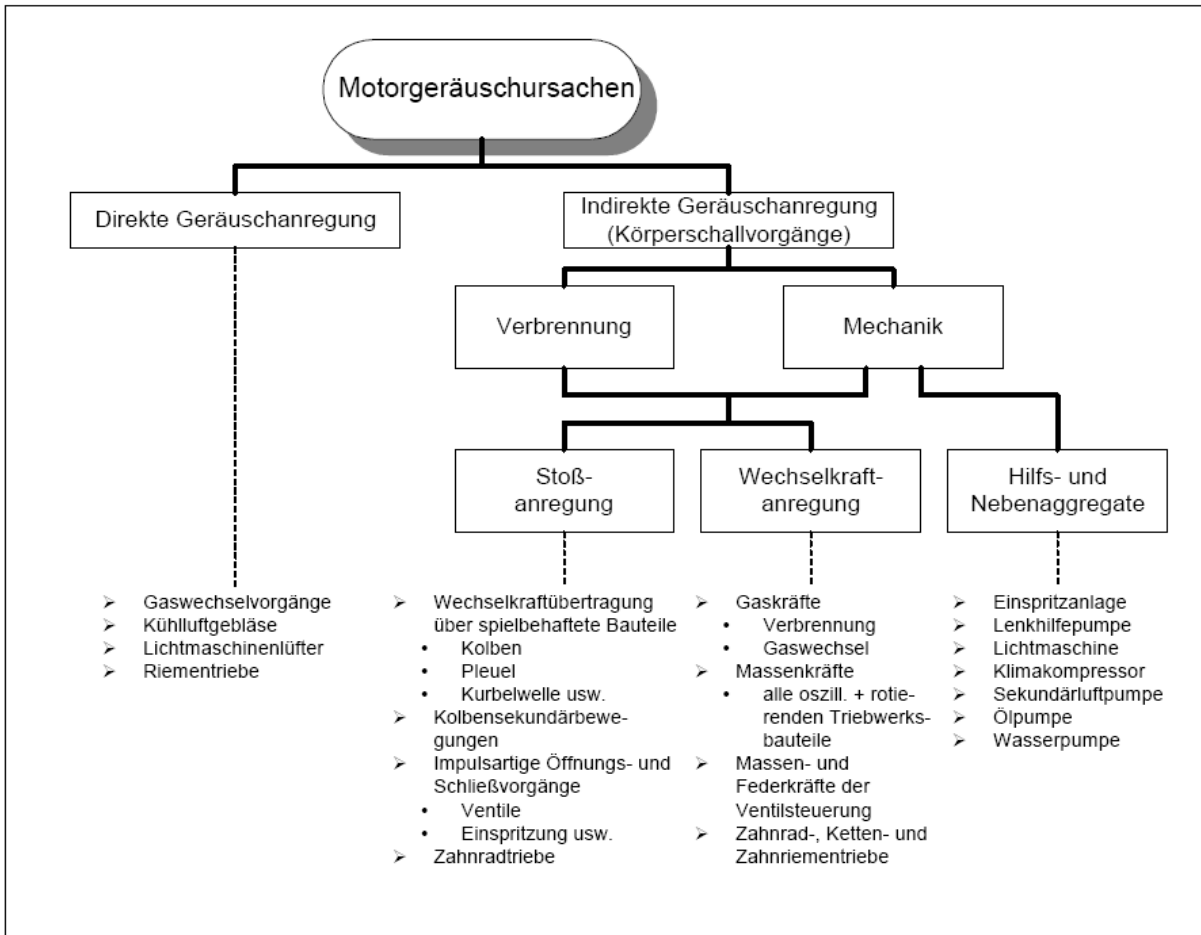 Motorgeräuschursachen
Direkte Geräuschanregung
Indirekte Geräuschanregung
(Körperschallvorgänge)
Verbrennung
Mechanik
Stoß-
anregung
Wechselkraft-
anregung
Hilfs- und
Nebenaggregate
➢ Gaswechselvorgänge
➢ Kühlluftgebläse
➢ Lichtmaschinenlüfter
➢ Riementriebe
➢ Wechselkraftübertragung
über spielbehaftete Bauteile
• Kolben
• Pleuel
• Kurbelwelle usw.
➢ Kolbensekundärbewe-
gungen
➢ Impulsartige Öffnungs- und
Schließvorgänge
• Ventile
• Einspritzung usw.
➢ Zahnradtriebe
➢ Gaskräfte
• Verbrennung
• Gaswechsel
➢ Massenkräfte
• alle oszill. + rotie-
renden Triebwerks-
bauteile
➢ Massen- und
Federkräfte der
Ventilsteuerung
➢ Zahnrad-, Ketten- und
Zahnriementriebe
➢ Einspritzanlage
➢ Lenkhilfepumpe
➢ Lichtmaschine
➢ Klimakompressor
➢ Sekundärluftpumpe
➢ Ölpumpe
➢ Wasserpumpe